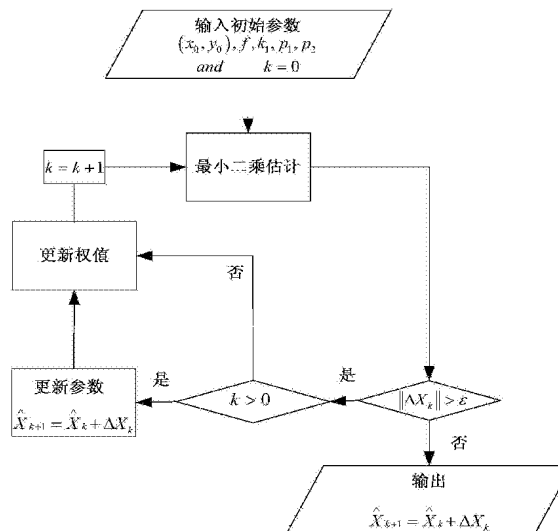 输入初始参数
(x₀, y₀), f, k₁, p₁, p₂
and k = 0
k = k+1
最小二乘估计
更新权值
否
更新参数
X̂ₖ₊₁ = X̂ₖ + ΔXₖ
是
k > 0
是
‖ΔXₖ‖ > ε
否
输出
X̂ₖ₊₁ = X̂ₖ + ΔXₖ